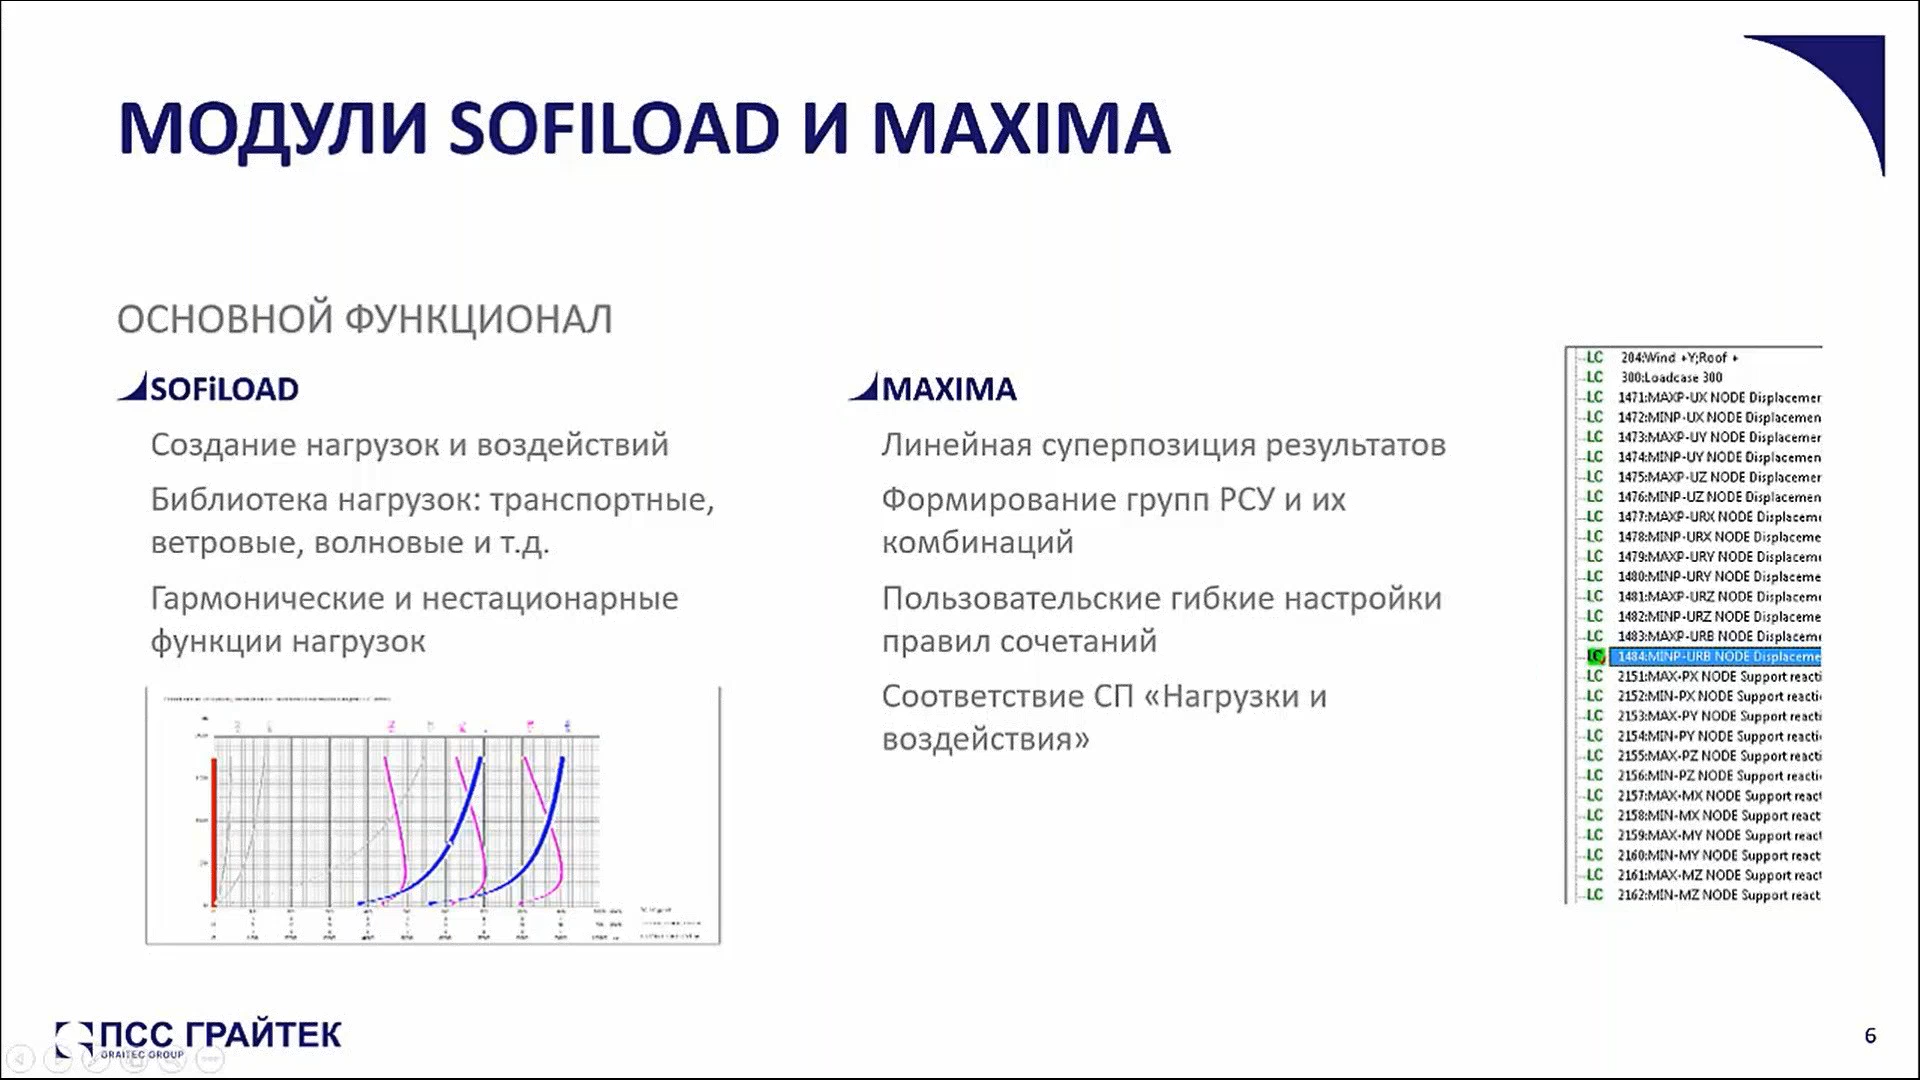 МОДУЛИ SOFILOAD И MAXIMA
ОСНОВНОЙ ФУНКЦИОНАЛ
SOFiLOAD
Создание нагрузок и воздействий
Библиотека нагрузок: транспортные,
ветровые, волновые и т.д.
Гармонические и нестационарные
функции нагрузок
MAXIMA
Линейная суперпозиция результатов
Формирование групп РСУ и их
комбинаций
Пользовательские гибкие настройки
правил сочетаний
Соответствие СП «Нагрузки и
воздействия»
LC 204:Wind +Y;Roof +
LC 300:Loadcase 300
LC 1471:MAXP-UX NODE Displacemer
LC 1472:MINP-UX NODE Displacemen
LC 1473:MAXP-UY NODE Displacemer
LC 1474:MINP-UY NODE Displacemen
LC 1475:MAXP-UZ NODE Displacemer
LC 1476:MINP-UZ NODE Displacemen
LC 1477:MAXP-URX NODE Displaceme
LC 1478:MINP-URX NODE Displaceme
LC 1479:MAXP-URY NODE Displaceme
LC 1480:MINP-URY NODE Displaceme
LC 1481:MAXP-URZ NODE Displaceme
LC 1482:MINP-URZ NODE Displaceme
LC 1483:MAXP-URB NODE Displaceme
LC 1484:MINP-URB NODE Displaceme
LC 2151:MAX-PX NODE Support reacti
LC 2152:MIN-PX NODE Support reacti
LC 2153:MAX-PY NODE Support reacti
LC 2154:MIN-PY NODE Support reacti
LC 2155:MAX-PZ NODE Support reacti
LC 2156:MIN-PZ NODE Support reacti
LC 2157:MAX-MX NODE Support react
LC 2158:MIN-MX NODE Support react
LC 2159:MAX-MY NODE Support react
LC 2160:MIN-MY NODE Support react
LC 2161:MAX-MZ NODE Support react
LC 2162:MIN-MZ NODE Support react
ПСС ГРАЙТЕК
GRAITEC GROUP
6